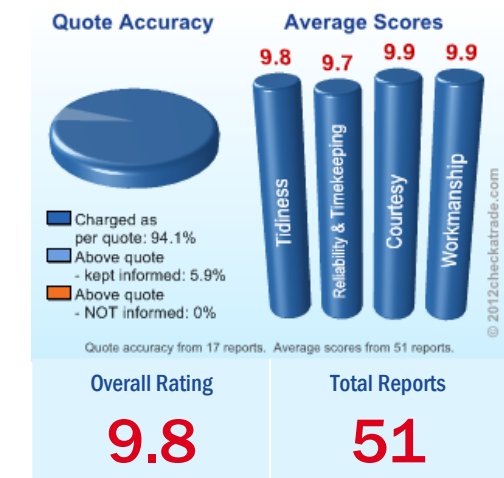 Quote Accuracy
Average Scores
9.8
9.7
9.9
9.9
Tidiness
Reliability & Timekeeping
Courtesy
Workmanship
Charged as
per quote: 94.1%
Above quote
- kept informed: 5.9%
Above quote
- NOT informed: 0%
© 2012checkatrade.com
Quote accuracy from 17 reports. Average scores from 51 reports.
Overall Rating
9.8
Total Reports
51